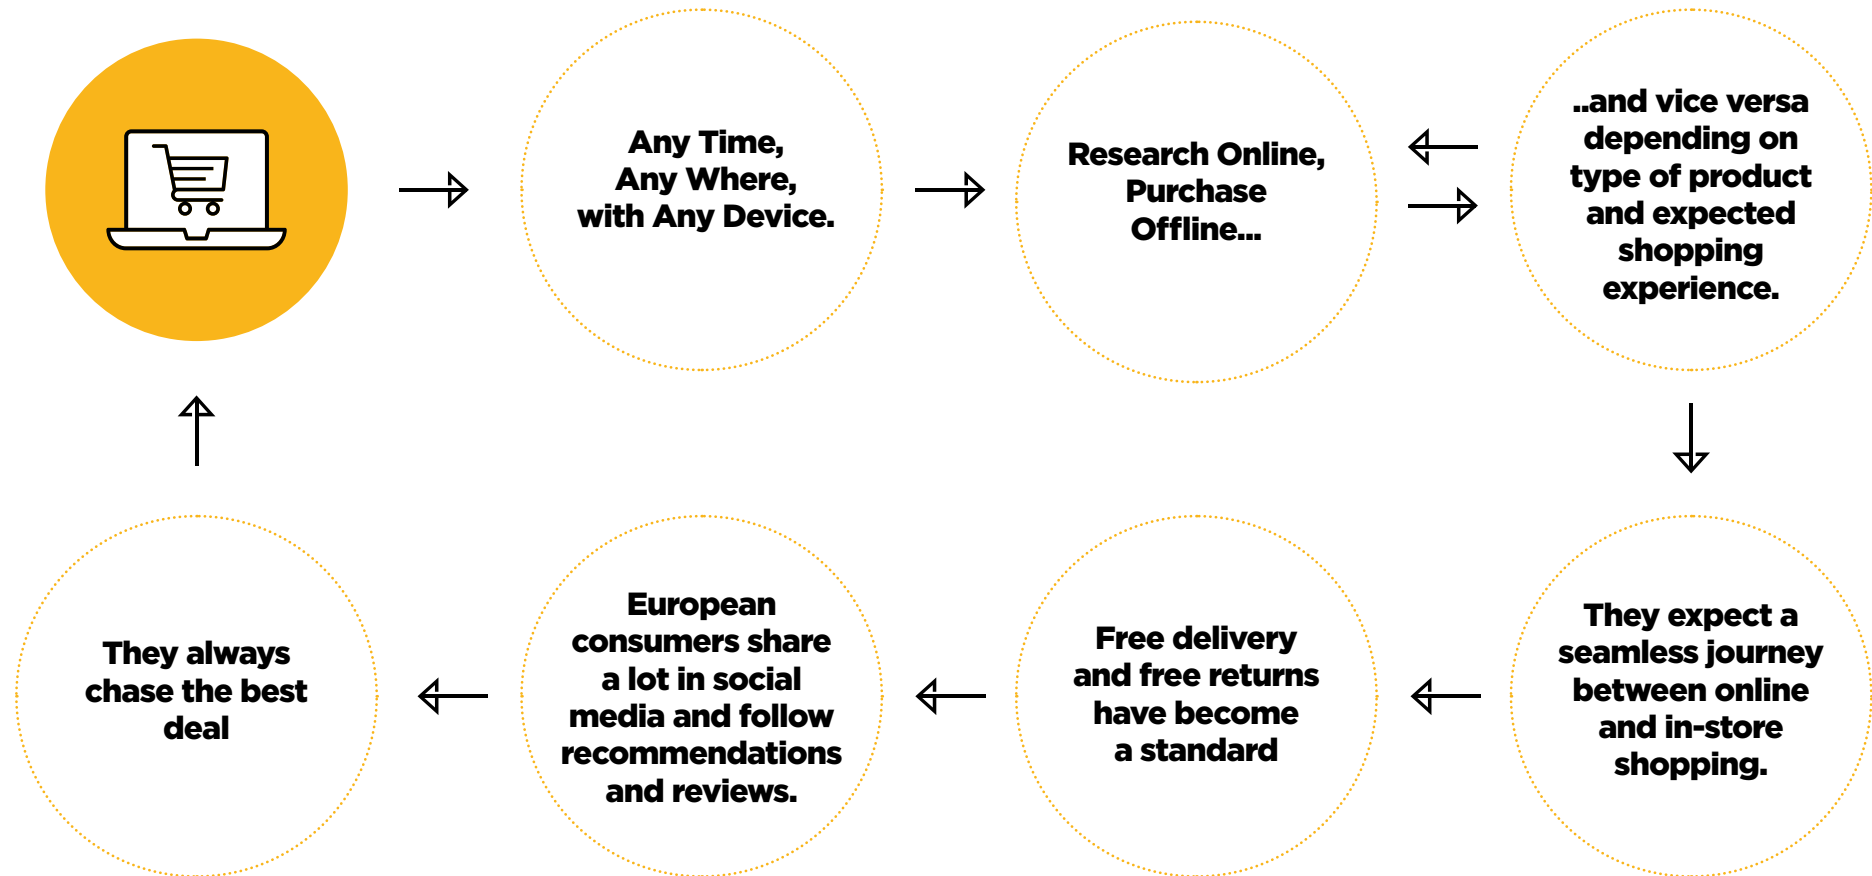 Any Time,
Any Where,
with Any Device.
Research Online,
Purchase
Offline...
..and vice versa
depending on
type of product
and expected
shopping
experience.
They always
chase the best
deal
European
consumers share
a lot in social
media and follow
recommendations
and reviews.
Free delivery
and free returns
have become
a standard
They expect a
seamless journey
between online
and in-store
shopping.